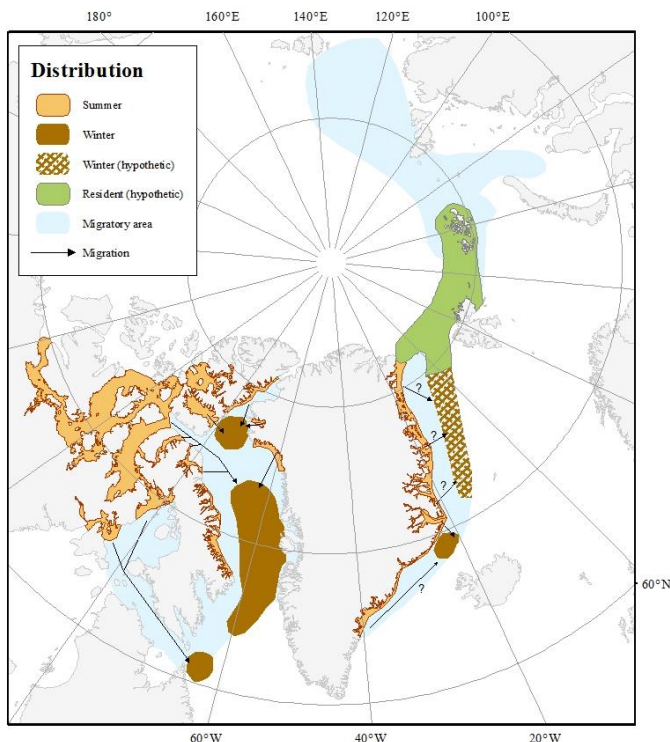 180° 160°E 140°E 120°E 100°E
Distribution
Summer
Winter
Winter (hypothetic)
Resident (hypothetic)
Migratory area
Migration
?
?
?
?
60°N
60°W 40°W 20°W